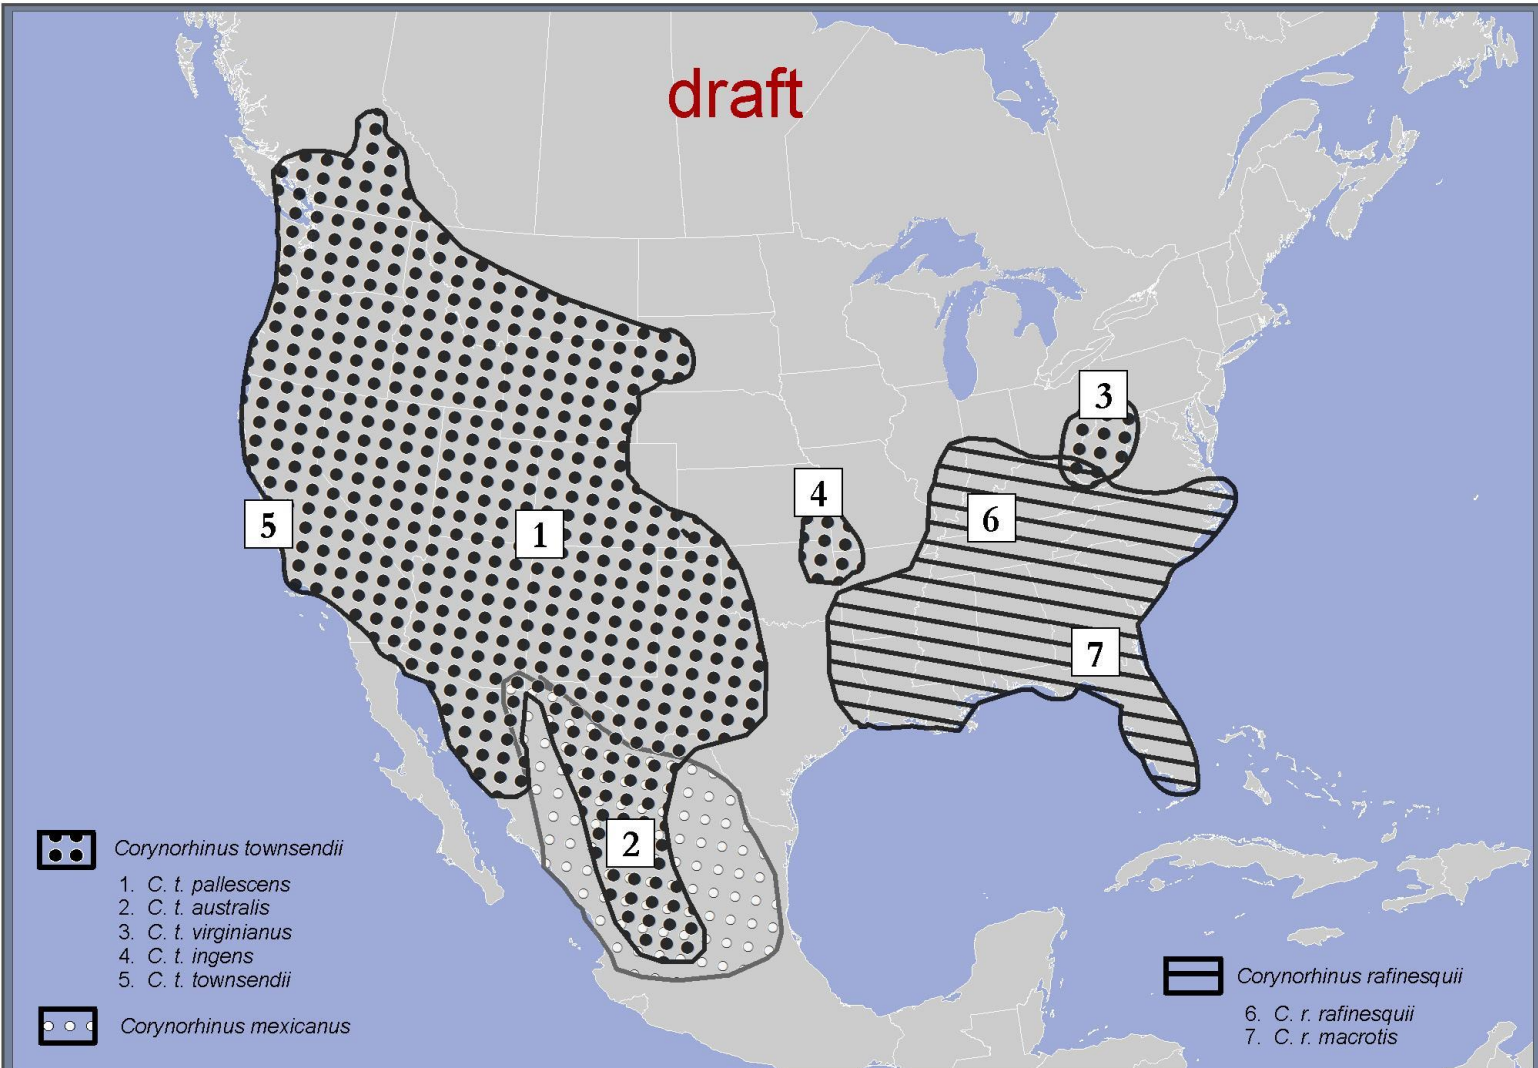 draft
3
4
6
5
1
7
2
Corynorhinus townsendii
1. C. t. pallescens
2. C. t. australis
3. C. t. virginianus
4. C. t. ingens
5. C. t. townsendii
Corynorhinus mexicanus
Corynorhinus rafinesquii
6. C. r. rafinesquii
7. C. r. macrotis